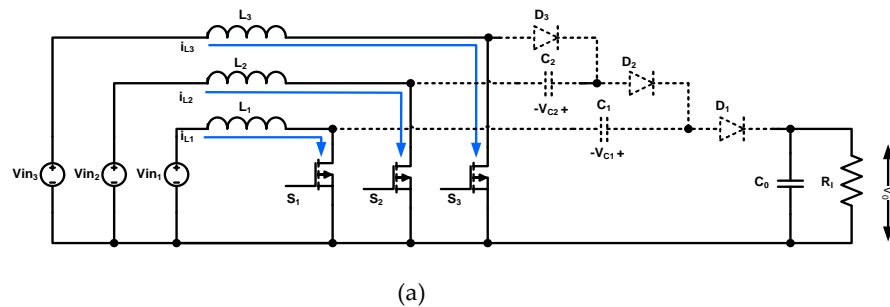 L3
D3
iL3
C2
L2
D2
-VC2 +
iL2
C1
L1
D1
-VC1 +
iL1
Vin3
Vin2
Vin1
S1
S2
S3
C0
Rl
V0
(a)